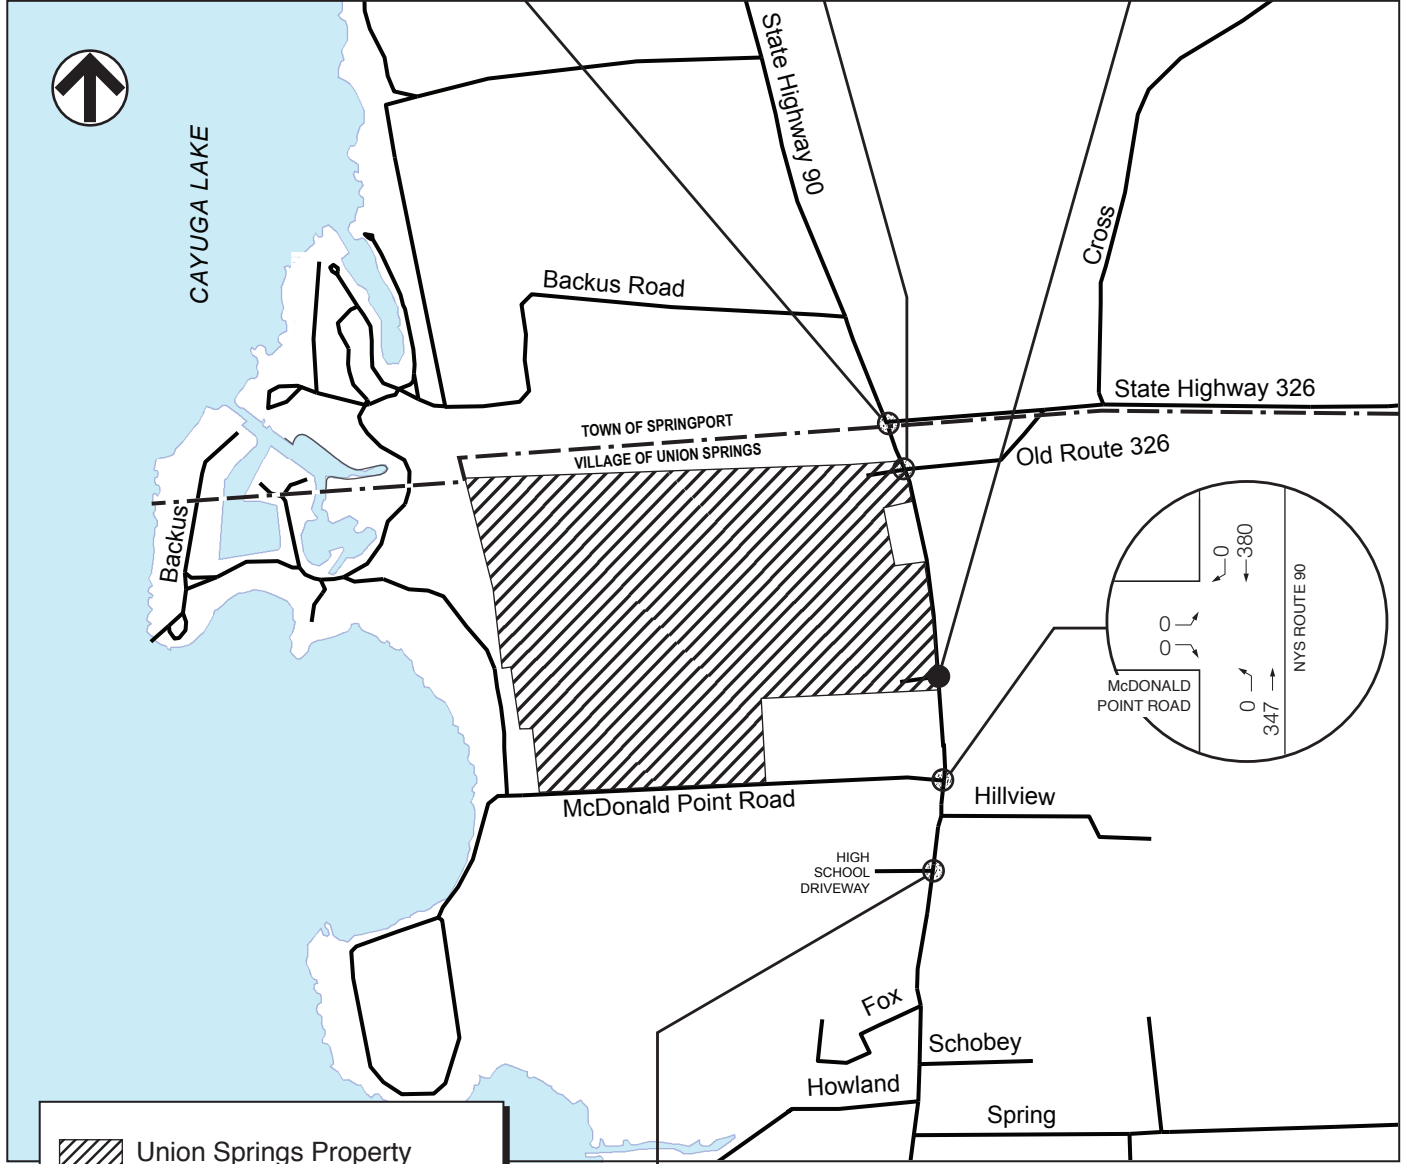 State Highway 90
CAYUGA LAKE
Cross
Backus Road
State Highway 326
TOWN OF SPRINGPORT
VILLAGE OF UNION SPRINGS
Old Route 326
Backus
0
380
0
0
NYS ROUTE 90
McDONALD
POINT ROAD
0
347
McDonald Point Road
Hillview
HIGH
SCHOOL
DRIVEWAY
Fox
Schobey
Howland
Spring
Union Springs Property